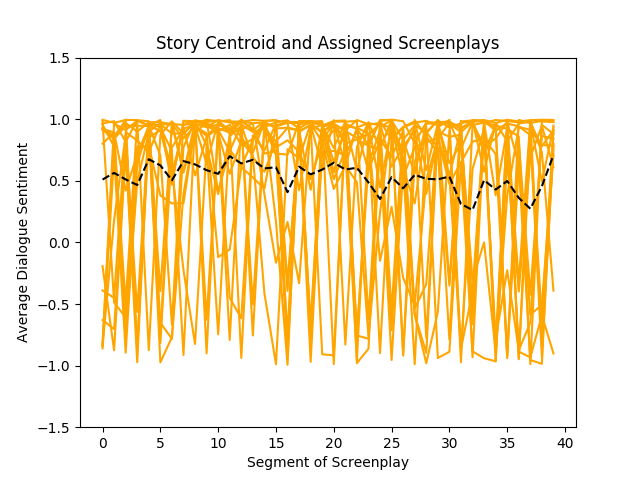 Story Centroid and Assigned Screenplays
1.5
1.0
0.5
0.0
−0.5
−1.0
−1.5
Average Dialogue Sentiment
0 5 10 15 20 25 30 35 40
Segment of Screenplay